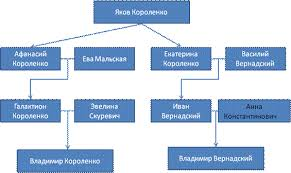 Яков Короленко
Афанасий
Короленко
Ева Мальская
Екатерина
Короленко
Василий
Вернадский
Галактион
Короленко
Эвелина
Скуревич
Иван
Вернадский
Анна
Константинович
Владимир Короленко
Владимир Вернадский